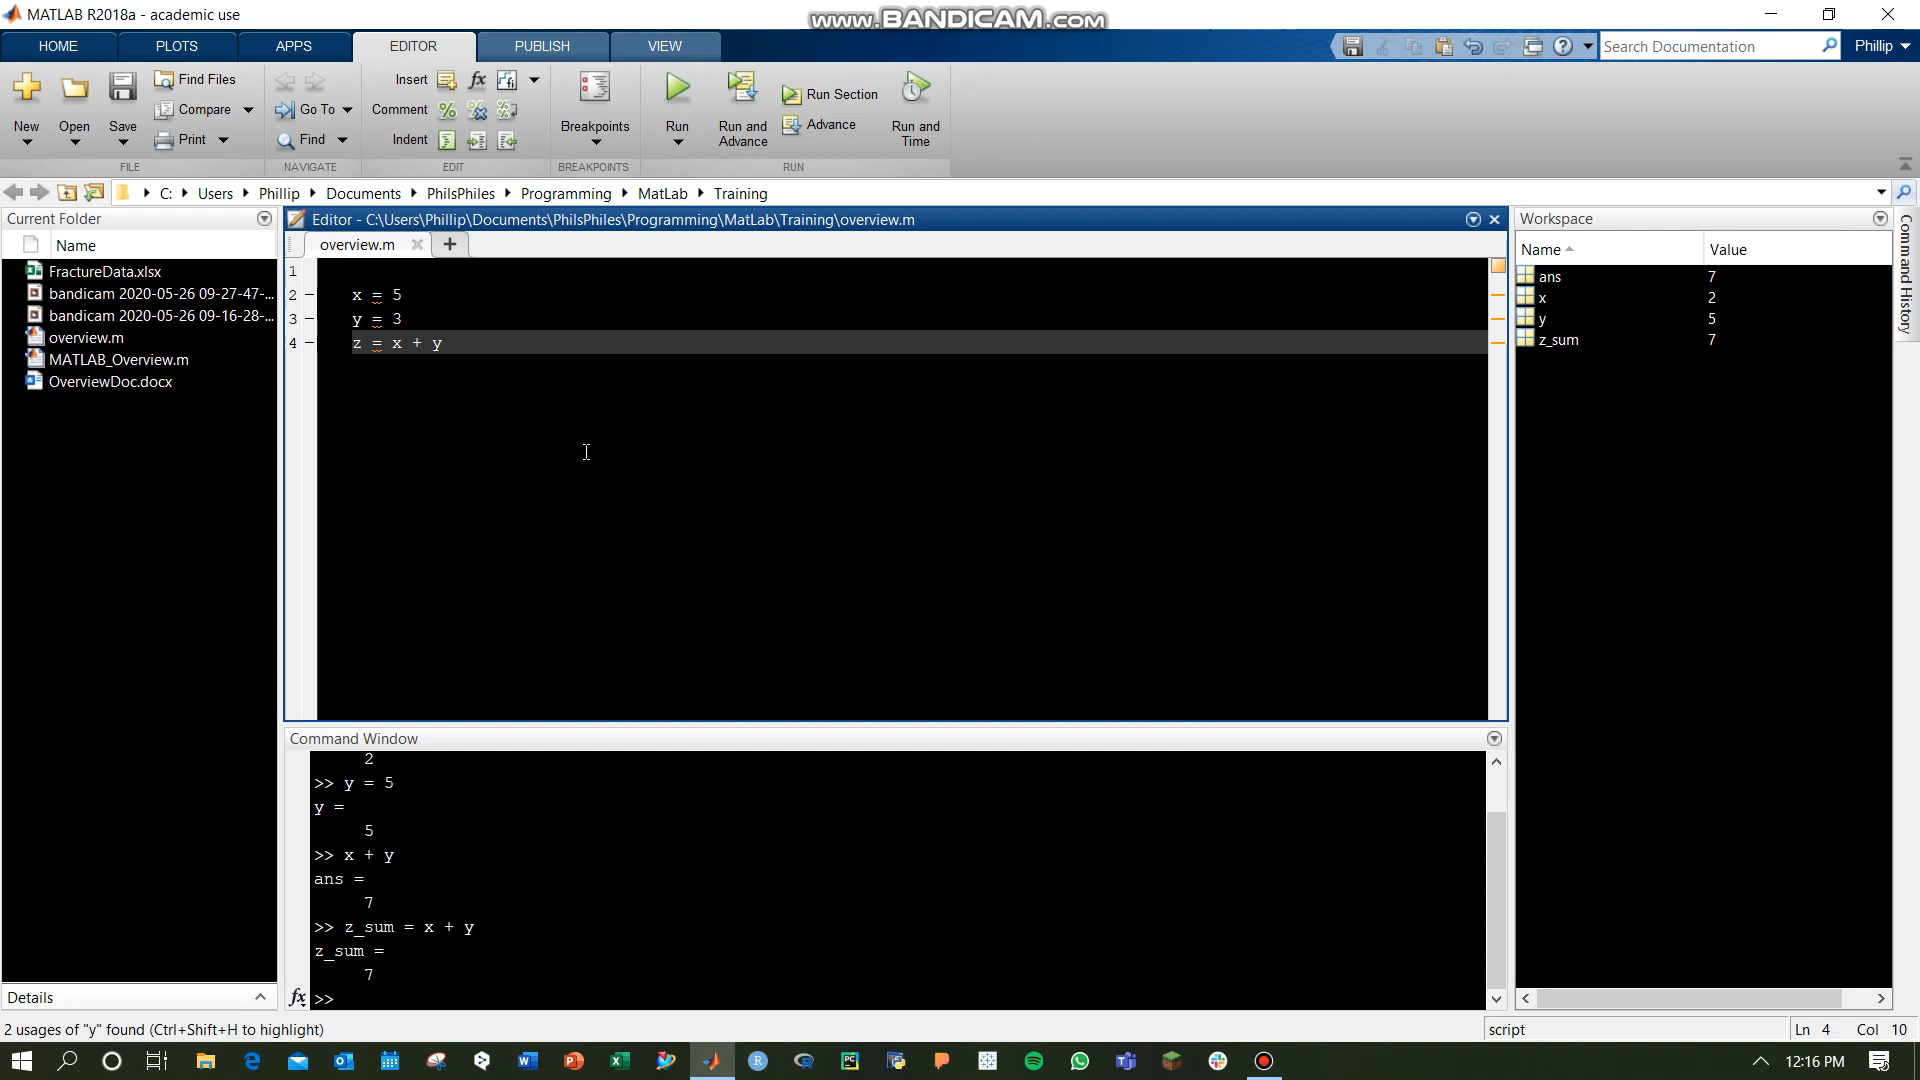 MATLAB R2018a - academic use
www.BANDICAM.com
HOME PLOTS APPS EDITOR PUBLISH VIEW
Search Documentation
Phillip
New Open Save
Find Files
Compare
Print
FILE
Go To
Find
NAVIGATE
Insert
Comment
Indent
EDIT
Breakpoints
BREAKPOINTS
Run
Run and Advance
Run Section
Advance
Run and Time
RUN
C: Users Phillip Documents PhilsPhiles Programming MatLab Training
Current Folder
Name
FractureData.xlsx
bandicam 2020-05-26 09-27-47-...
bandicam 2020-05-26 09-16-28-...
overview.m
MATLAB_Overview.m
OverviewDoc.docx
Details
Editor - C:\Users\Phillip\Documents\PhilsPhiles\Programming\MatLab\Training\overview.m
overview.m
1
2 - x = 5
3 - y = 3
4 - z = x + y
Command Window
2
>> y = 5
y =
5
>> x + y
ans =
7
>> z_sum = x + y
z_sum =
7
fx >>
Workspace
Name Value
ans 7
x 2
y 5
z_sum 7
Command History
2 usages of "y" found (Ctrl+Shift+H to highlight)
script
Ln 4 Col 10
12:16 PM